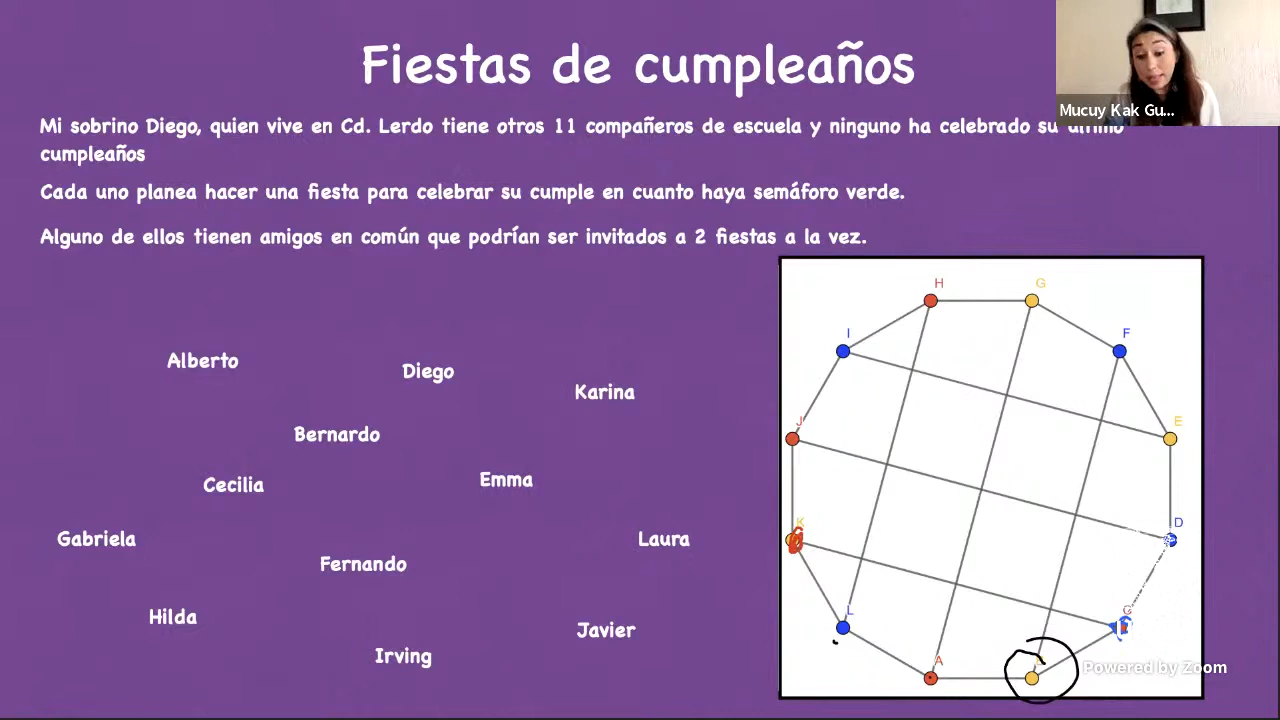 Fiestas de cumpleaños
Mucuy Kak Gu...
Mi sobrino Diego, quien vive en Cd. Lerdo tiene otros 11 compañeros de escuela y ninguno ha celebrado su último
cumpleaños
Cada uno planea hacer una fiesta para celebrar su cumple en cuanto haya semáforo verde.
Alguno de ellos tienen amigos en común que podrían ser invitados a 2 fiestas a la vez.
Alberto
Diego
Karina
Bernardo
Cecilia
Emma
Gabriela
Laura
Fernando
Hilda
Javier
Irving
H
G
I
F
J
E
K
D
L
A
Powered by Zoom